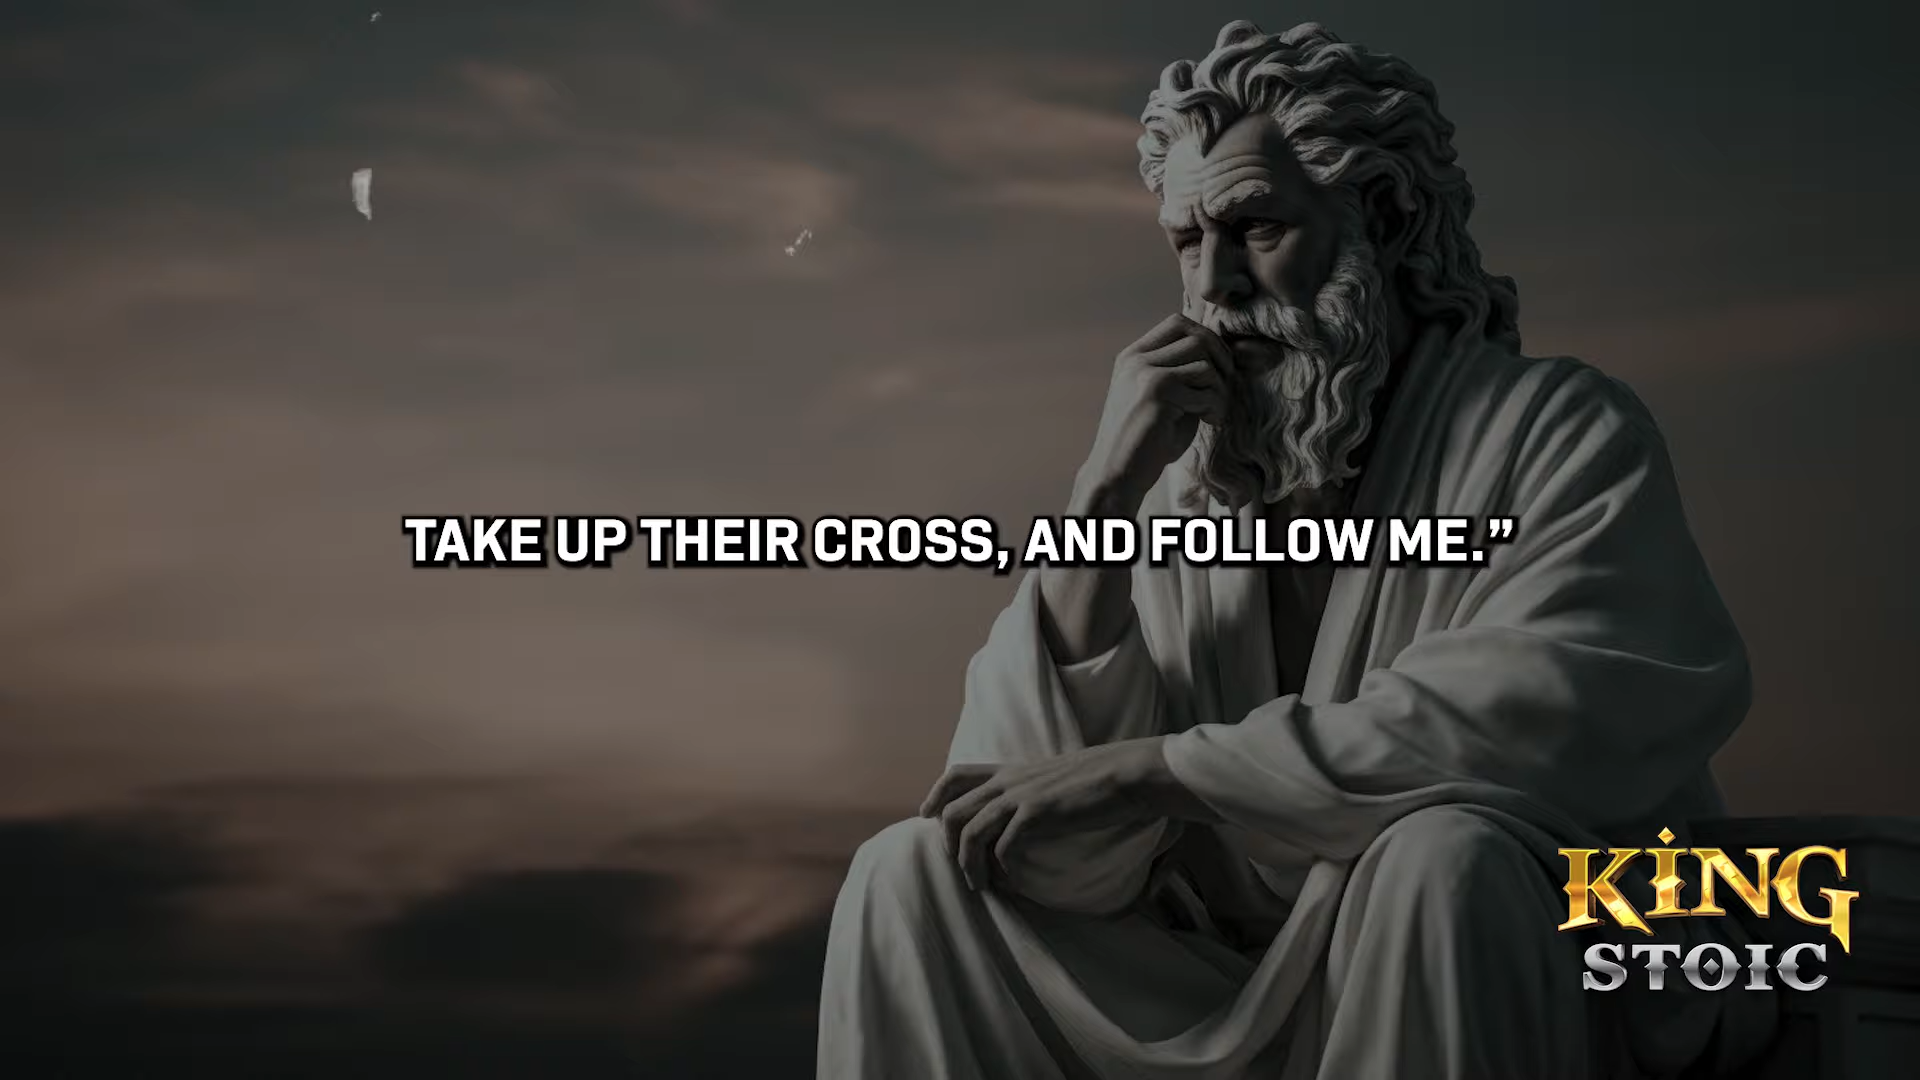 TAKE UP THEIR CROSS, AND FOLLOW ME.”
KING
STOIC